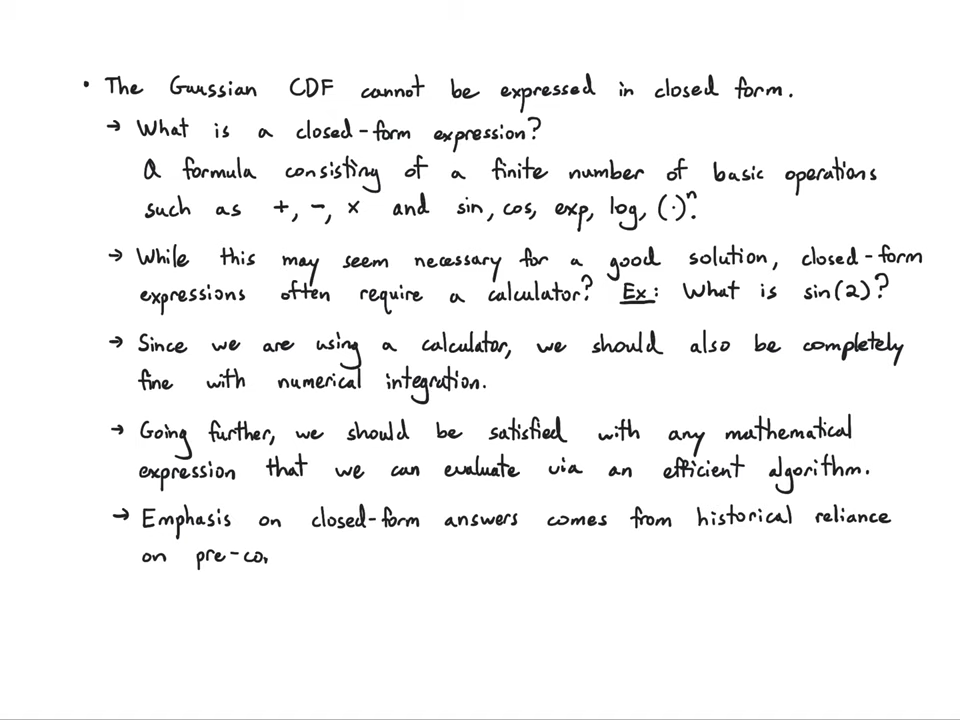 • The Gaussian CDF cannot be expressed in closed form.
→ What is a closed-form expression?
A formula consisting of a finite number of basic operations
such as +, -, × and sin, cos, exp, log, (·)ⁿ.
→ While this may seem necessary for a good solution, closed-form
expressions often require a calculator? Ex: What is sin(2)?
→ Since we are using a calculator, we should also be completely
fine with numerical integration.
→ Going further, we should be satisfied with any mathematical
expression that we can evaluate via an efficient algorithm.
→ Emphasis on closed-form answers comes from historical reliance
on pre-co